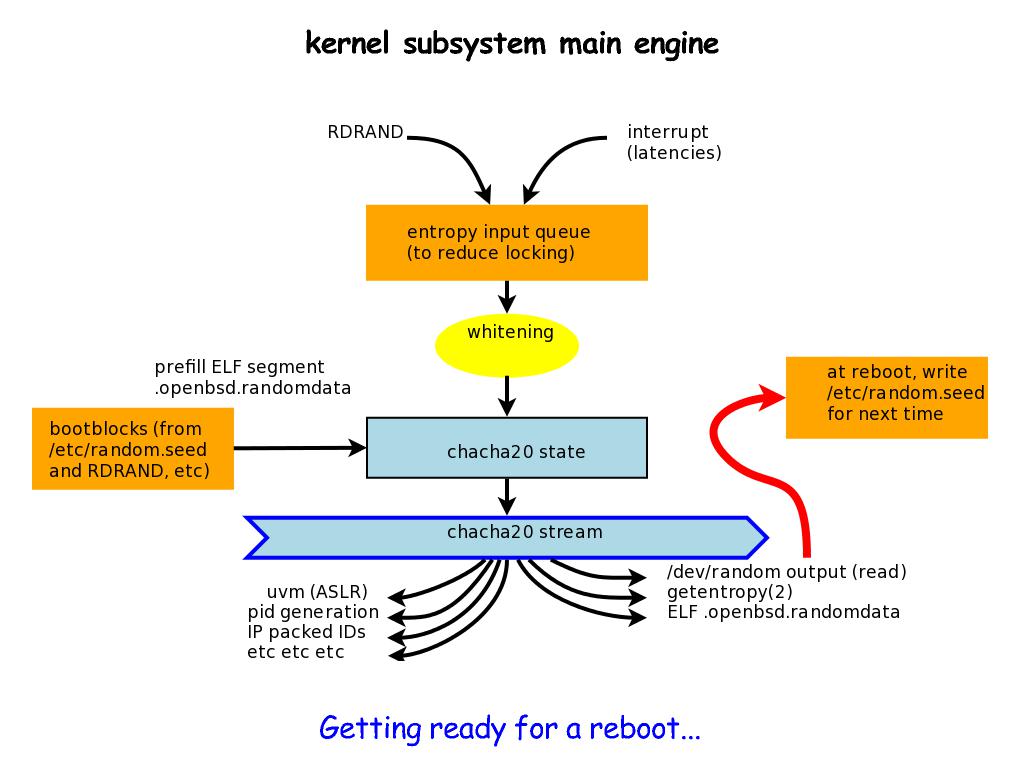 kernel subsystem main engine
RDRAND
interrupt
(latencies)
entropy input queue
(to reduce locking)
whitening
prefill ELF segment
.openbsd.randomdata
at reboot, write
/etc/random.seed
for next time
bootblocks (from
/etc/random.seed
and RDRAND, etc)
chacha20 state
chacha20 stream
uvm (ASLR)
pid generation
IP packed IDs
etc etc etc
/dev/random output (read)
getentropy(2)
ELF .openbsd.randomdata
Getting ready for a reboot...